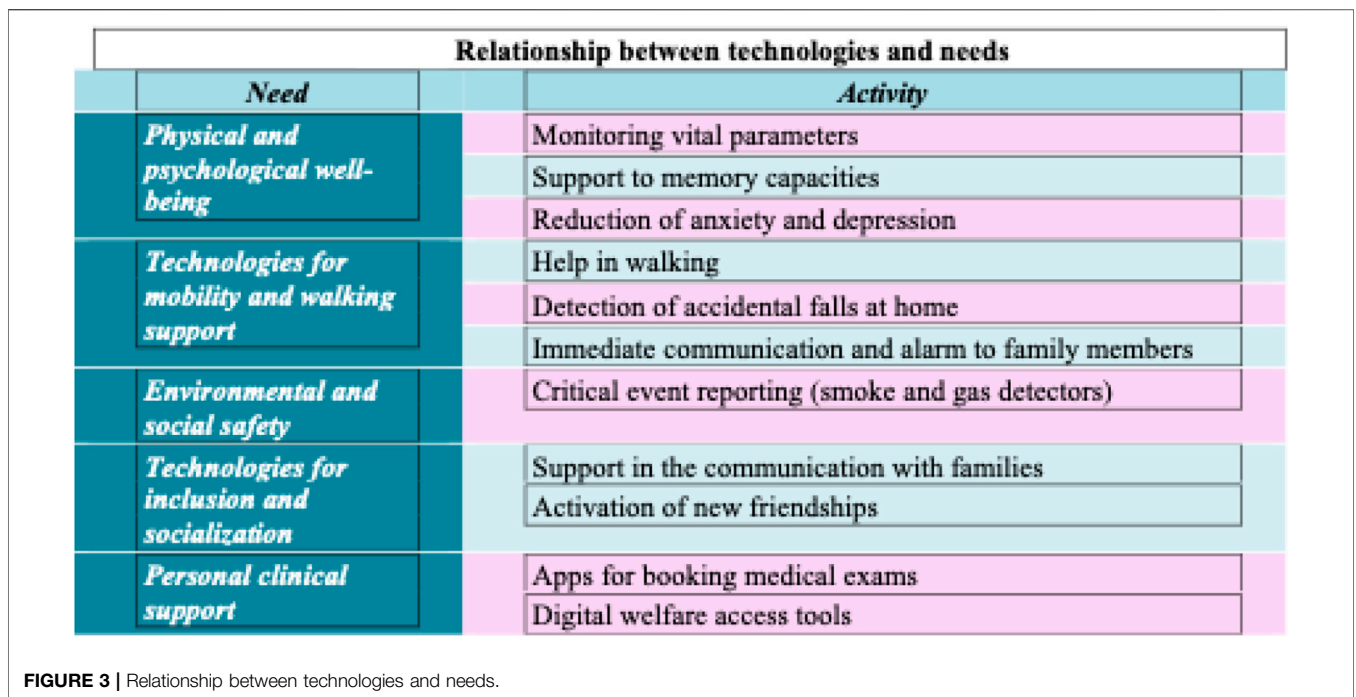 Relationship between technologies and needs
Need
Activity
Physical and
psychological well-
being
Monitoring vital parameters
Support to memory capacities
Reduction of anxiety and depression
Technologies for
mobility and walking
support
Help in walking
Detection of accidental falls at home
Immediate communication and alarm to family members
Environmental and
social safety
Critical event reporting (smoke and gas detectors)
Technologies for
inclusion and
socialization
Support in the communication with families
Activation of new friendships
Personal clinical
support
Apps for booking medical exams
Digital welfare access tools
FIGURE 3 | Relationship between technologies and needs.